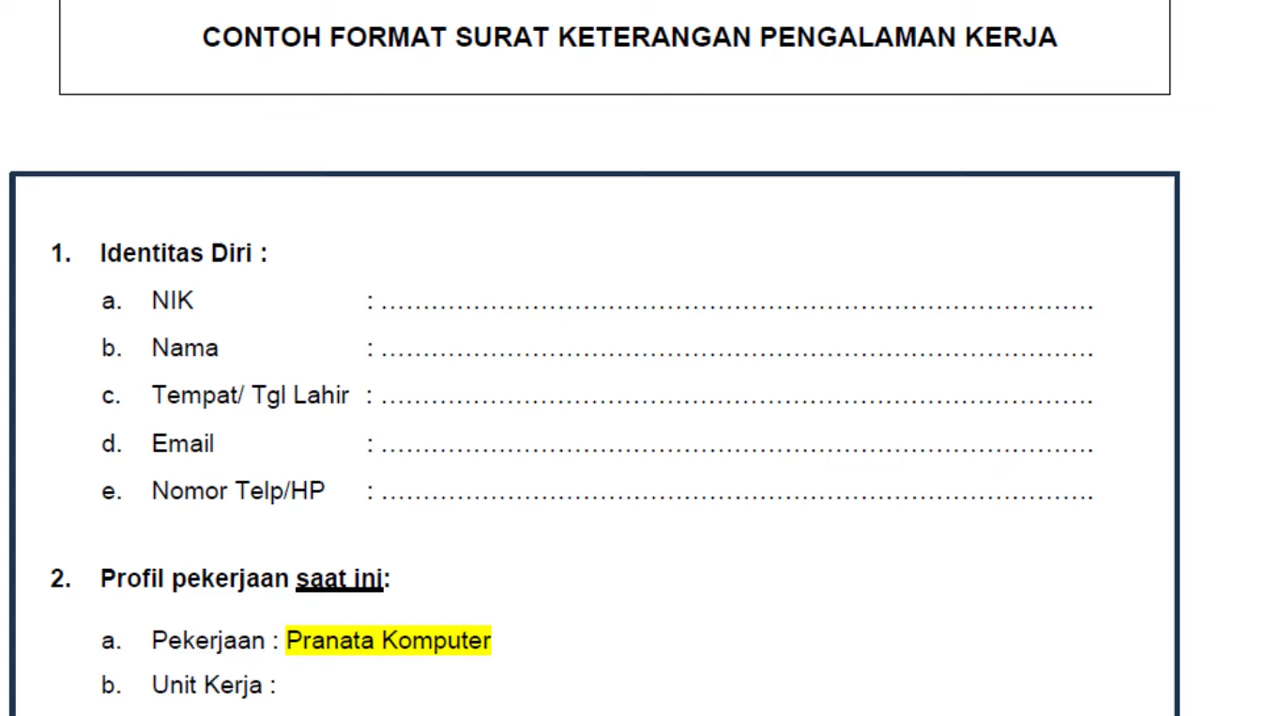 CONTOH FORMAT SURAT KETERANGAN PENGALAMAN KERJA
1. Identitas Diri :
a. NIK : ……………………………………………………………………………….
b. Nama : ……………………………………………………………………………….
c. Tempat/ Tgl Lahir : ……………………………………………………………………………….
d. Email : ……………………………………………………………………………….
e. Nomor Telp/HP : ……………………………………………………………………………….
2. Profil pekerjaan saat ini:
a. Pekerjaan : Pranata Komputer
b. Unit Kerja :